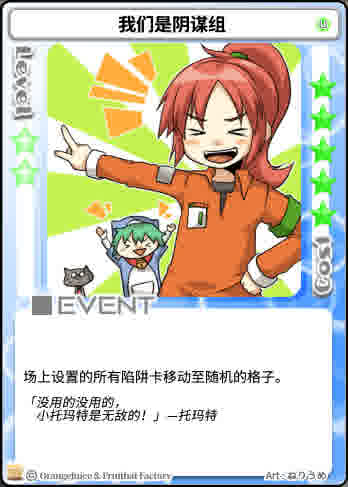 我们是阴谋组
Level
Cost
EVENT
场上设置的所有陷阱卡移动至随机的格子。
「没用的没用的，
小托玛特是无敌的！」—托玛特
© OrangeJuice & Fruitbat Factory
Art : ねりうめ